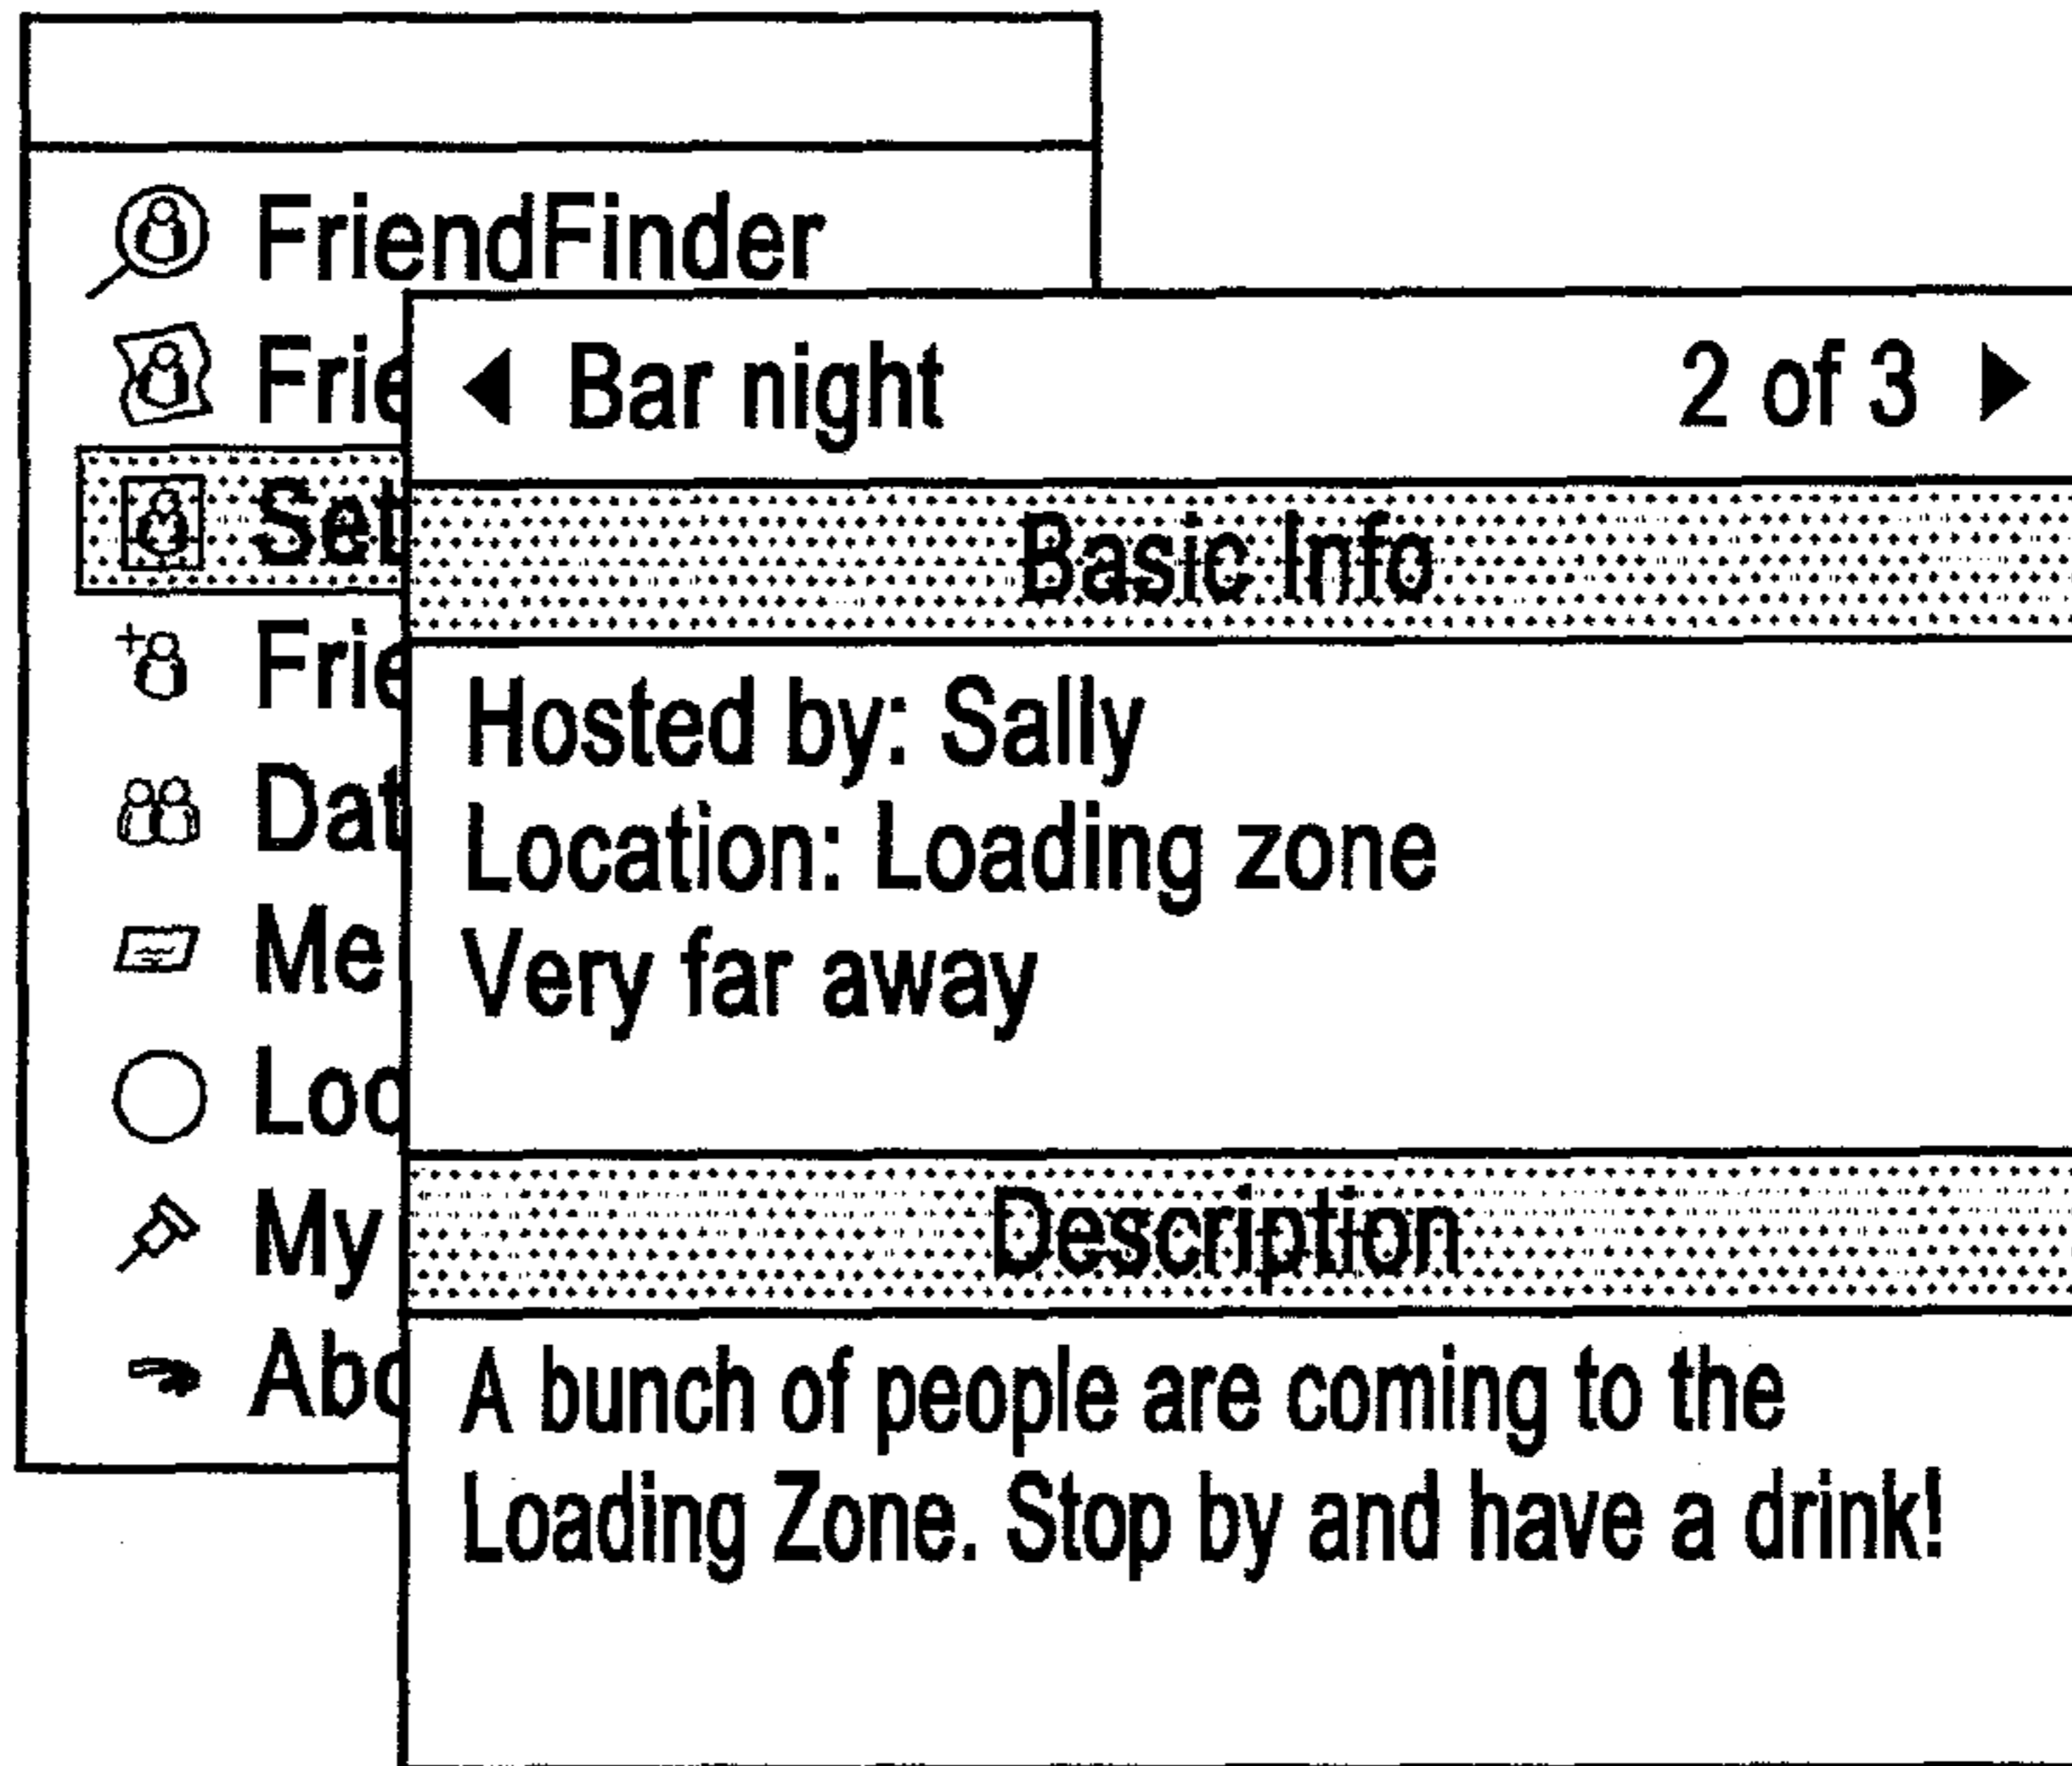 FriendFinder
Frie
Set
Frie
Dat
Me
Loc
My
Abo
Bar night 2 of 3
Basic Info
Hosted by: Sally
Location: Loading zone
Very far away
Description
A bunch of people are coming to the
Loading Zone. Stop by and have a drink!